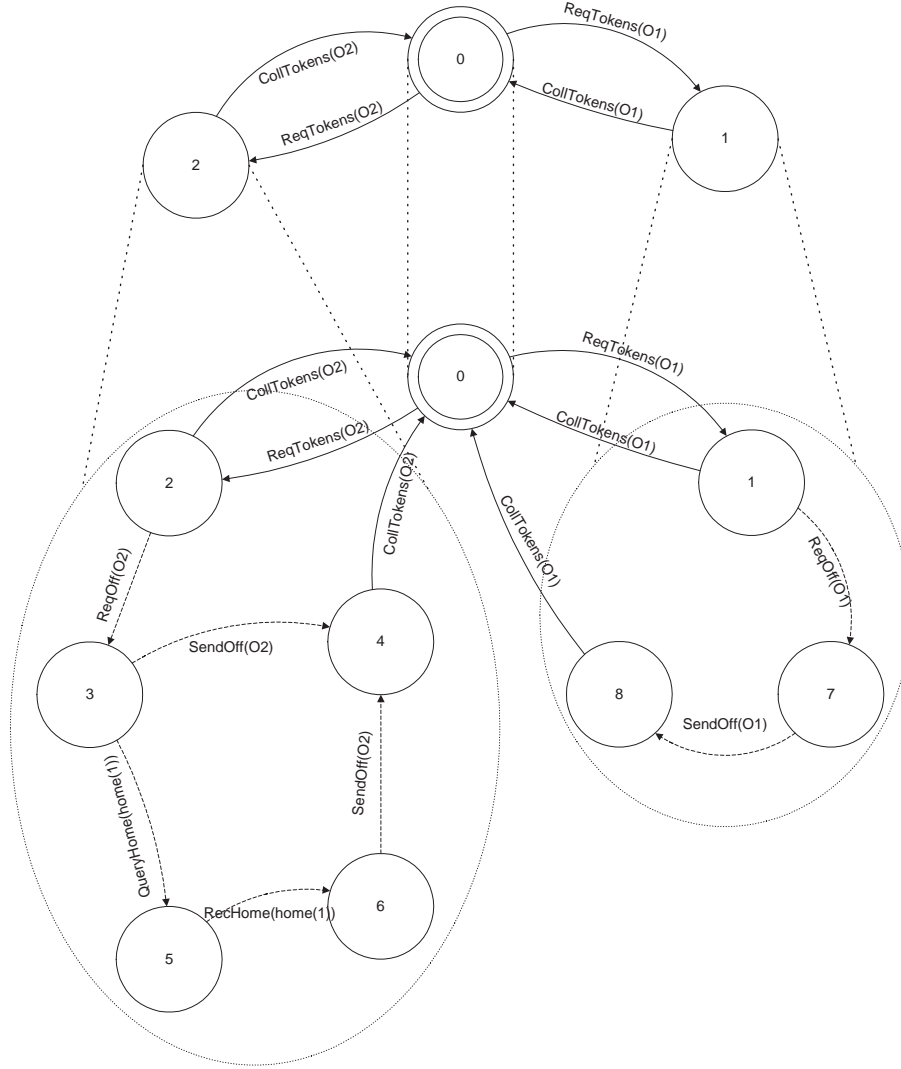 ReqTokens(O1)
CollTokens(O2)
0
CollTokens(O1)
ReqTokens(O2)
2
1
ReqTokens(O1)
CollTokens(O2)
0
CollTokens(O1)
ReqTokens(O2)
2
1
CollTokens(O2)
CollTokens(O1)
ReqOff(O2)
ReqOff(O1)
SendOff(O2)
4
3
8
7
SendOff(O1)
QueryHome(home(1))
SendOff(O2)
RecHome(home(1))
6
5